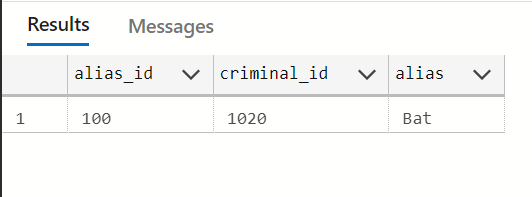 Results Messages
alias_id criminal_id alias
1 100 1020 Bat